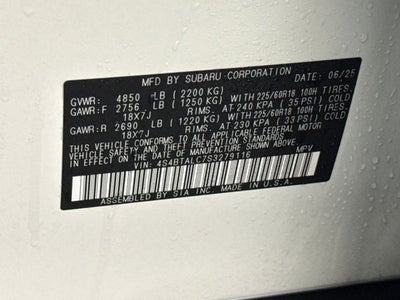 MFD BY SUBARU CORPORATION DATE: 06/25
GVWR: 4850 LB (2200 KG)
GAWR: F 2756 LB (1250 KG) WITH 225/60R18 100H TIRES,
18X7J RIMS, AT 240 KPA ( 35 PSI) COLD
GAWR: R 2690 LB (1220 KG) WITH 225/60R18 100H TIRES,
18X7J RIMS, AT 230 KPA ( 33 PSI) COLD
THIS VEHICLE CONFORMS TO ALL APPLICABLE FEDERAL MOTOR
VEHICLE SAFETY AND THEFT PREVENTION STANDARDS
IN EFFECT ON THE DATE OF MANUFACTURE SHOWN ABOVE.
VIN: 4S4BTALC7S3279116 MPV
ASSEMBLED BY SIA INC. MADE IN U.S.A.